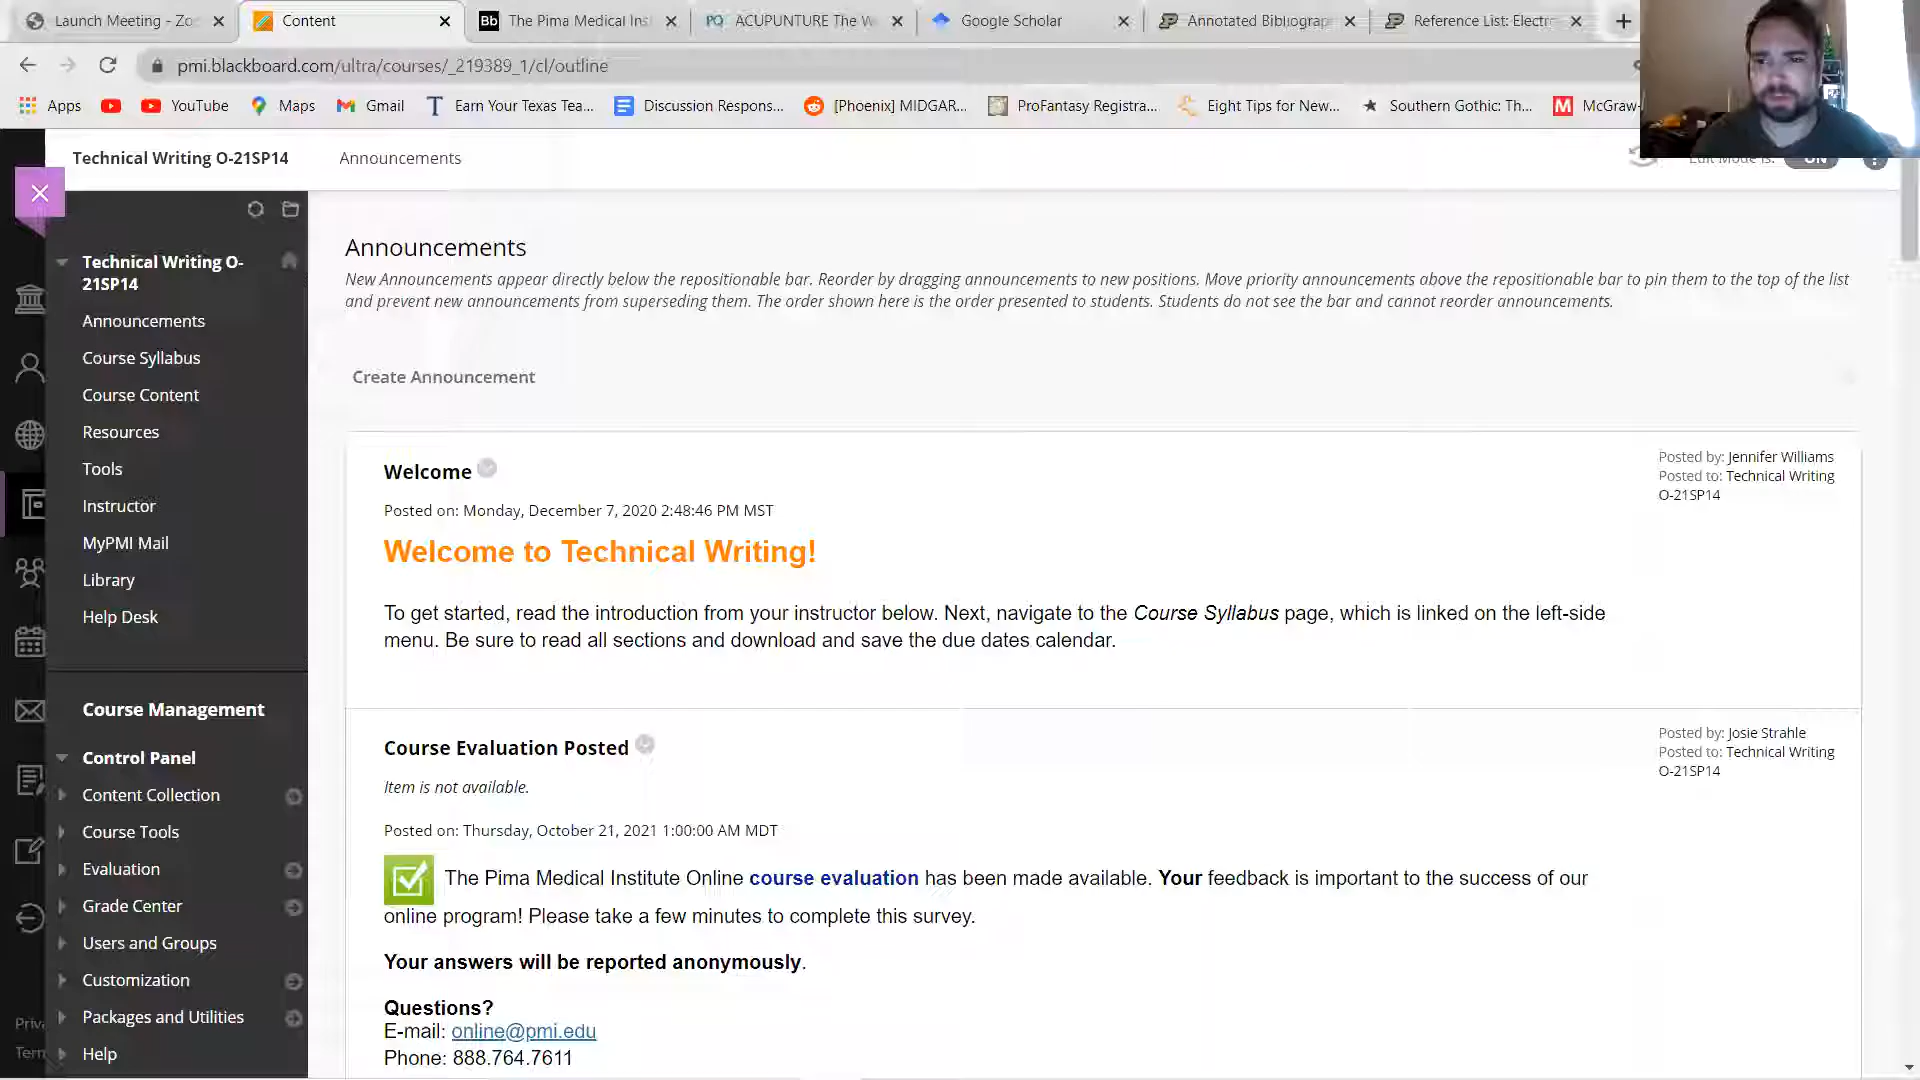 Launch Meeting - Zo
Content
Bb The Pima Medical Ins
PQ ACUPUNTURE The W
Google Scholar
Annotated Bibliograp
Reference List: Electr
pmi.blackboard.com/ultra/courses/_219389_1/cl/outline
Apps
YouTube
Maps
Gmail
Earn Your Texas Tea...
Discussion Respons...
[Phoenix] MIDGAR...
ProFantasy Registra...
Eight Tips for New...
Southern Gothic: Th...
McGraw-
Technical Writing O-21SP14
Announcements
Edit Mode is:
ON
Technical Writing O-
21SP14
Announcements
Course Syllabus
Course Content
Resources
Tools
Instructor
MyPMI Mail
Library
Help Desk
Course Management
Control Panel
Content Collection
Course Tools
Evaluation
Grade Center
Users and Groups
Customization
Packages and Utilities
Help
Priv
Term
Announcements
New Announcements appear directly below the repositionable bar. Reorder by dragging announcements to new positions. Move priority announcements above the repositionable bar to pin them to the top of the list
and prevent new announcements from superseding them. The order shown here is the order presented to students. Students do not see the bar and cannot reorder announcements.
Create Announcement
Welcome
Posted on: Monday, December 7, 2020 2:48:46 PM MST
Welcome to Technical Writing!
To get started, read the introduction from your instructor below. Next, navigate to the Course Syllabus page, which is linked on the left-side
menu. Be sure to read all sections and download and save the due dates calendar.
Posted by: Jennifer Williams
Posted to: Technical Writing
O-21SP14
Course Evaluation Posted
Item is not available.
Posted on: Thursday, October 21, 2021 1:00:00 AM MDT
The Pima Medical Institute Online course evaluation has been made available. Your feedback is important to the success of our
online program! Please take a few minutes to complete this survey.
Your answers will be reported anonymously.
Questions?
E-mail: online@pmi.edu
Phone: 888.764.7611
Posted by: Josie Strahle
Posted to: Technical Writing
O-21SP14